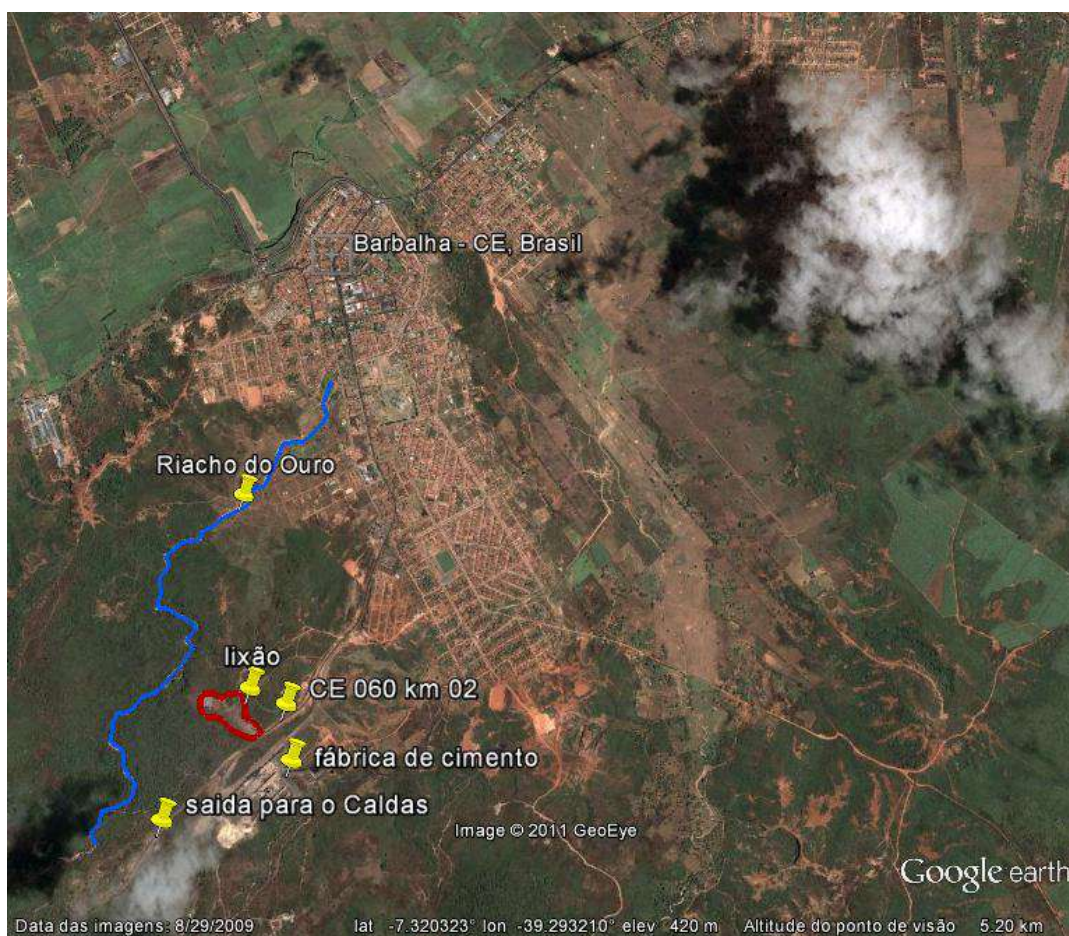 Barbalha - CE, Brasil
Riacho do Ouro
lixão
CE 060 km 02
fábrica de cimento
saida para o Caldas
Image © 2011 GeoEye
Google earth
Data das imagens: 8/29/2009 lat -7.320323° lon -39.293210° elev 420 m Altitude do ponto de visão 5.20 km